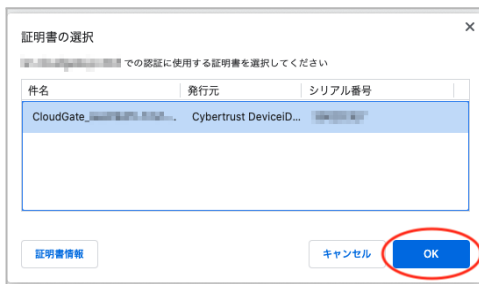 証明書の選択
での認証に使用する証明書を選択してください
件名 発行元 シリアル番号
CloudGate_ Cybertrust DeviceiD...
証明書情報 キャンセル OK